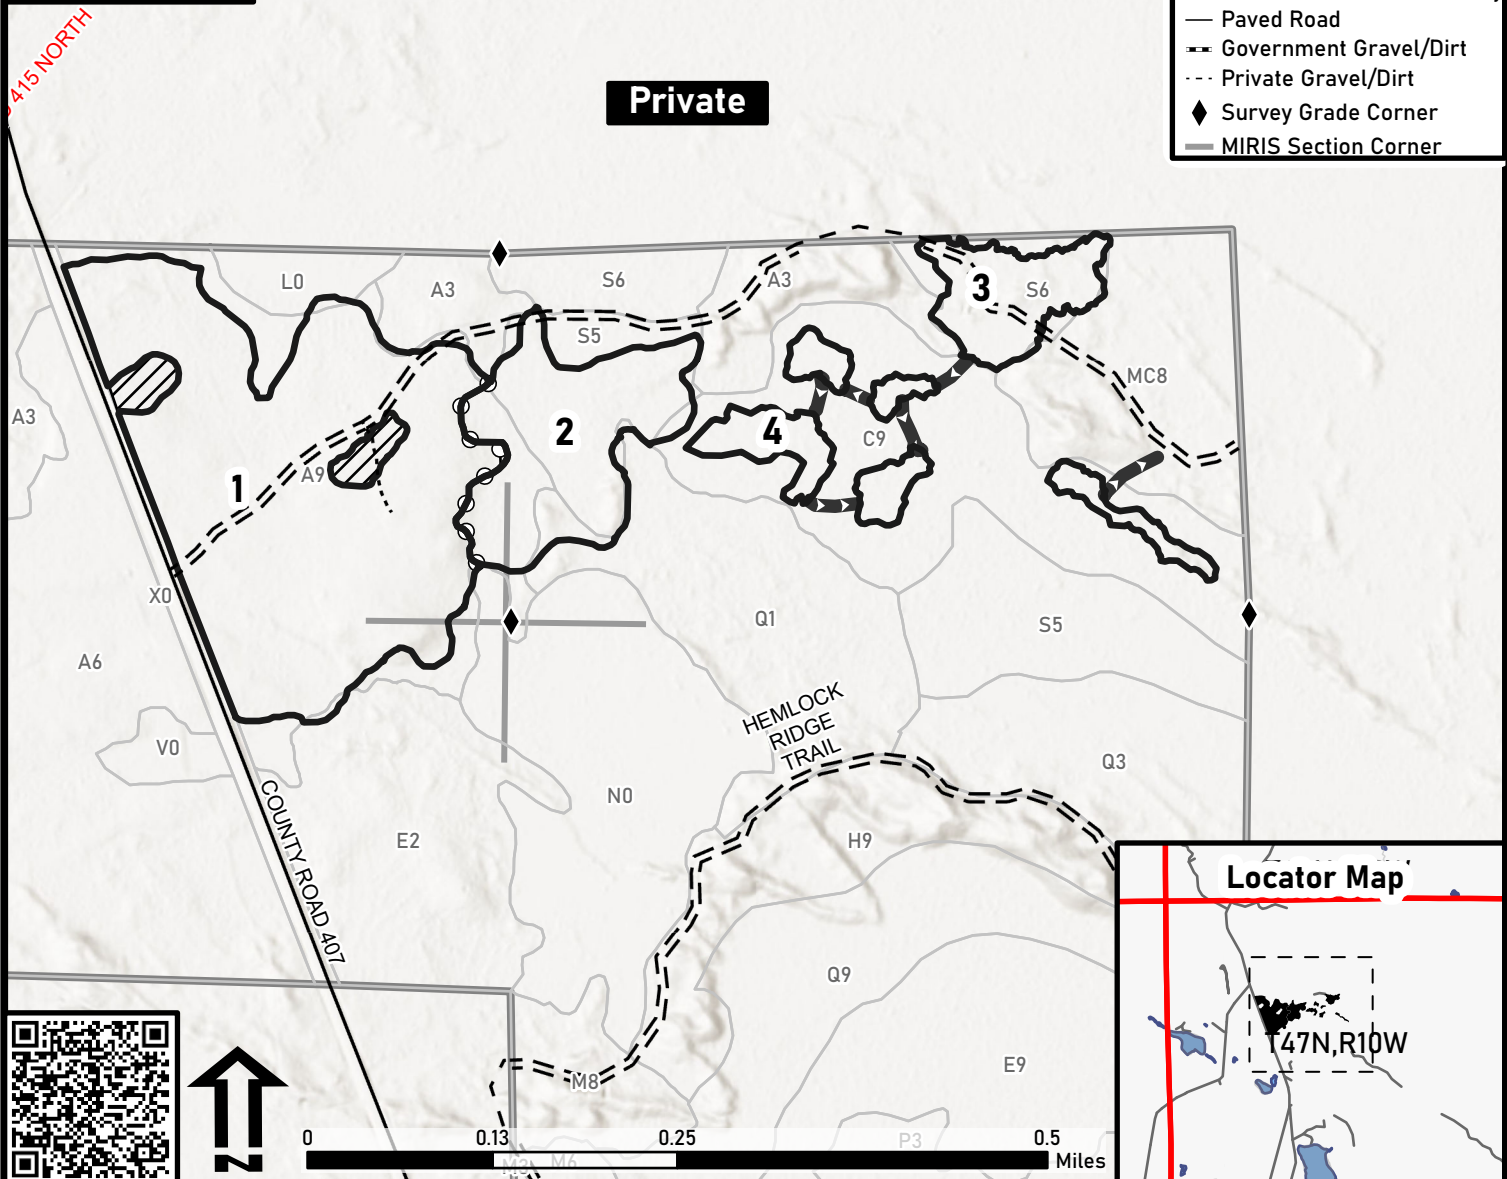 415 NORTH
Private
Paved Road
Government Gravel/Dirt
Private Gravel/Dirt
Survey Grade Corner
MIRIS Section Corner
L0
A3
S6
A3
3
S6
S5
MC8
A3
2
4
C9
1
A9
X0
Q1
S5
A6
HEMLOCK
RIDGE
TRAIL
V0
Q3
N0
COUNTY ROAD 407
E2
H9
Locator Map
Q9
T47N,R10W
E9
M8
N
0
0.13
0.25
0.5
P3
Miles
M3
M6